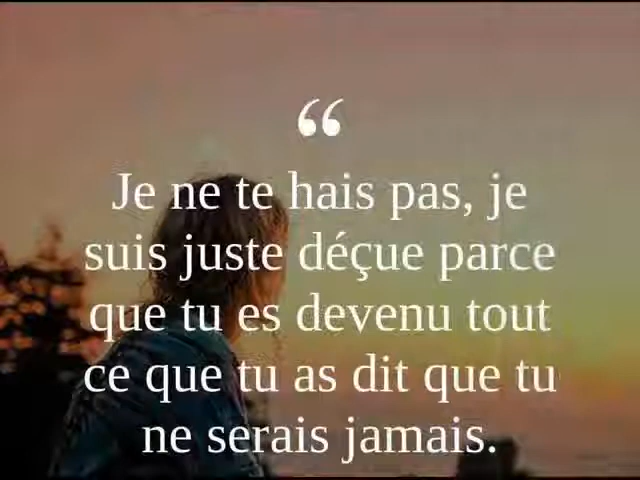 “
Je ne te hais pas, je
suis juste déçue parce
que tu es devenu tout
ce que tu as dit que tu
ne serais jamais.